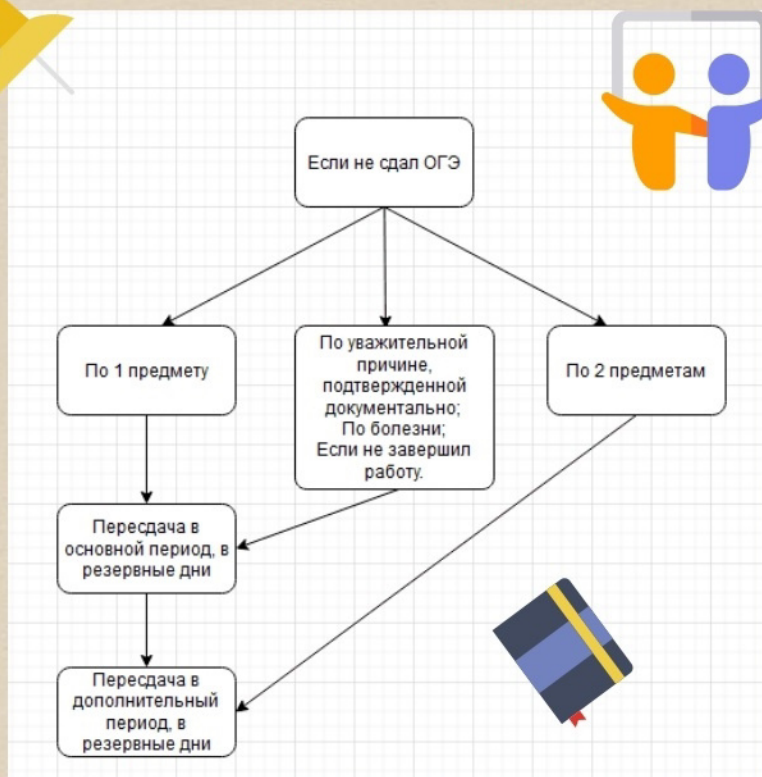 Если не сдал ОГЭ
По 1 предмету
По уважительной
причине,
подтвержденной
документально;
По болезни;
Если не завершил
работу.
По 2 предметам
Пересдача в
основной период, в
резервные дни
Пересдача в
дополнительный
период, в
резервные дни